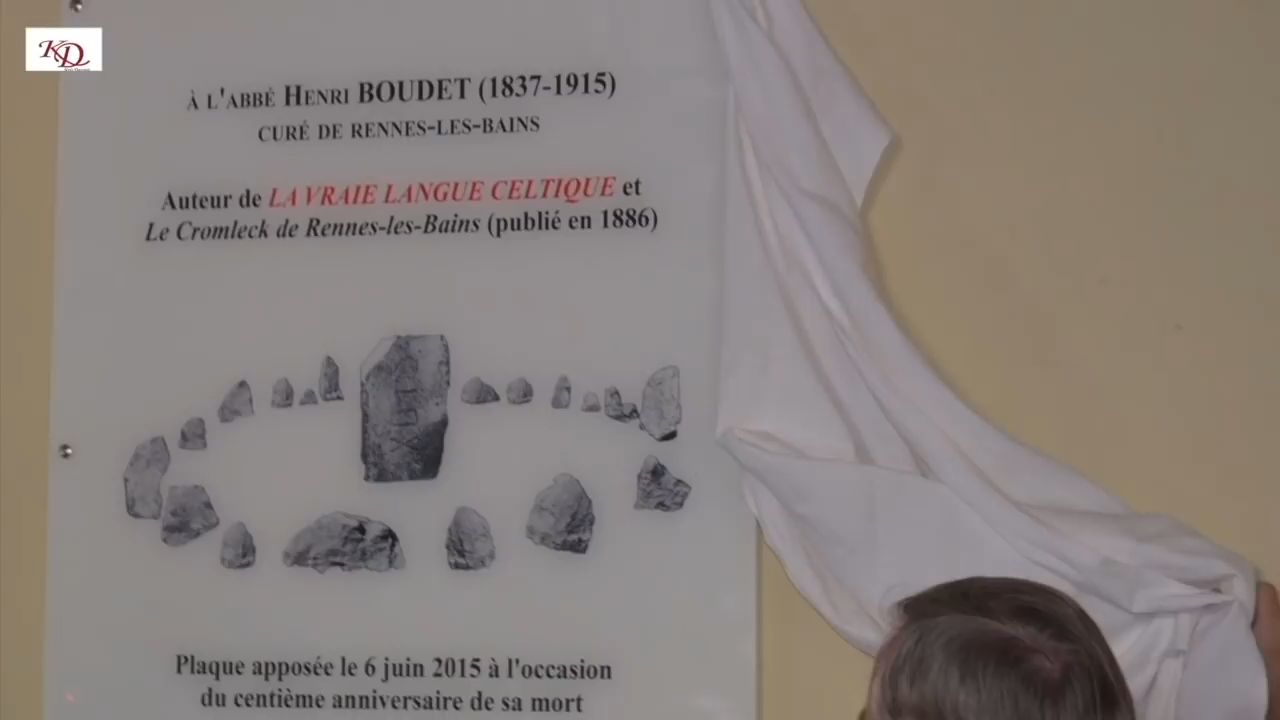 KD
À L'ABBÉ HENRI BOUDET (1837-1915)
CURÉ DE RENNES-LES-BAINS
Auteur de LA VRAIE LANGUE CELTIQUE et
Le Cromleck de Rennes-les-Bains (publié en 1886)
Plaque apposée le 6 juin 2015 à l'occasion
du centième anniversaire de sa mort